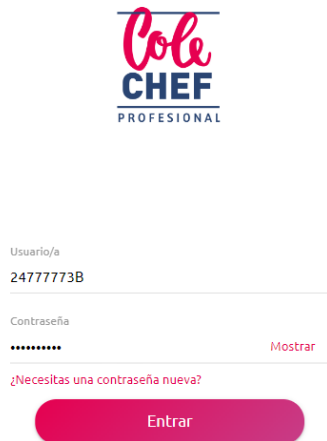 Cole
CHEF
PROFESIONAL
Usuario/a
24777773B
Contraseña
••••••••••
Mostrar
¿Necesitas una contraseña nueva?
Entrar